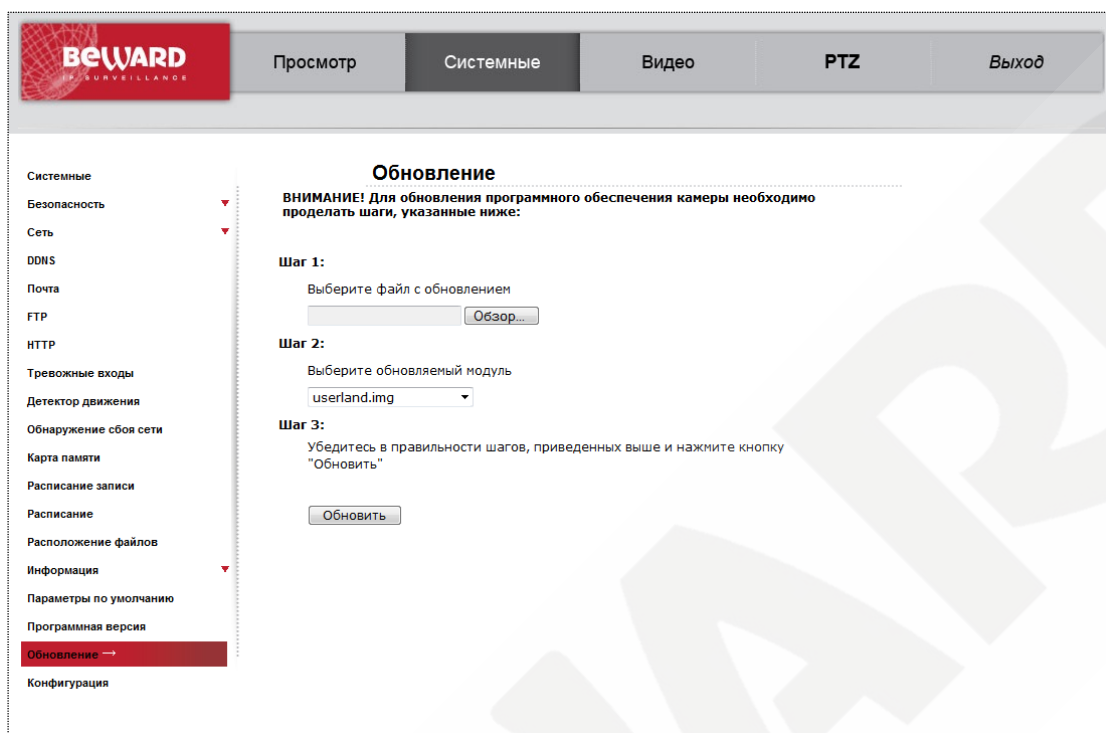 BEWARD
IP SURVEILLANCE
Просмотр
Системные
Видео
PTZ
Выход
Системные
Безопасность
Сеть
DDNS
Почта
FTP
HTTP
Тревожные входы
Детектор движения
Обнаружение сбоя сети
Карта памяти
Расписание записи
Расписание
Расположение файлов
Информация
Параметры по умолчанию
Программная версия
Обновление →
Конфигурация
Обновление
ВНИМАНИЕ! Для обновления программного обеспечения камеры необходимо
проделать шаги, указанные ниже:
Шаг 1:
Выберите файл с обновлением
Обзор...
Шаг 2:
Выберите обновляемый модуль
userland.img
Шаг 3:
Убедитесь в правильности шагов, приведенных выше и нажмите кнопку
"Обновить"
Обновить